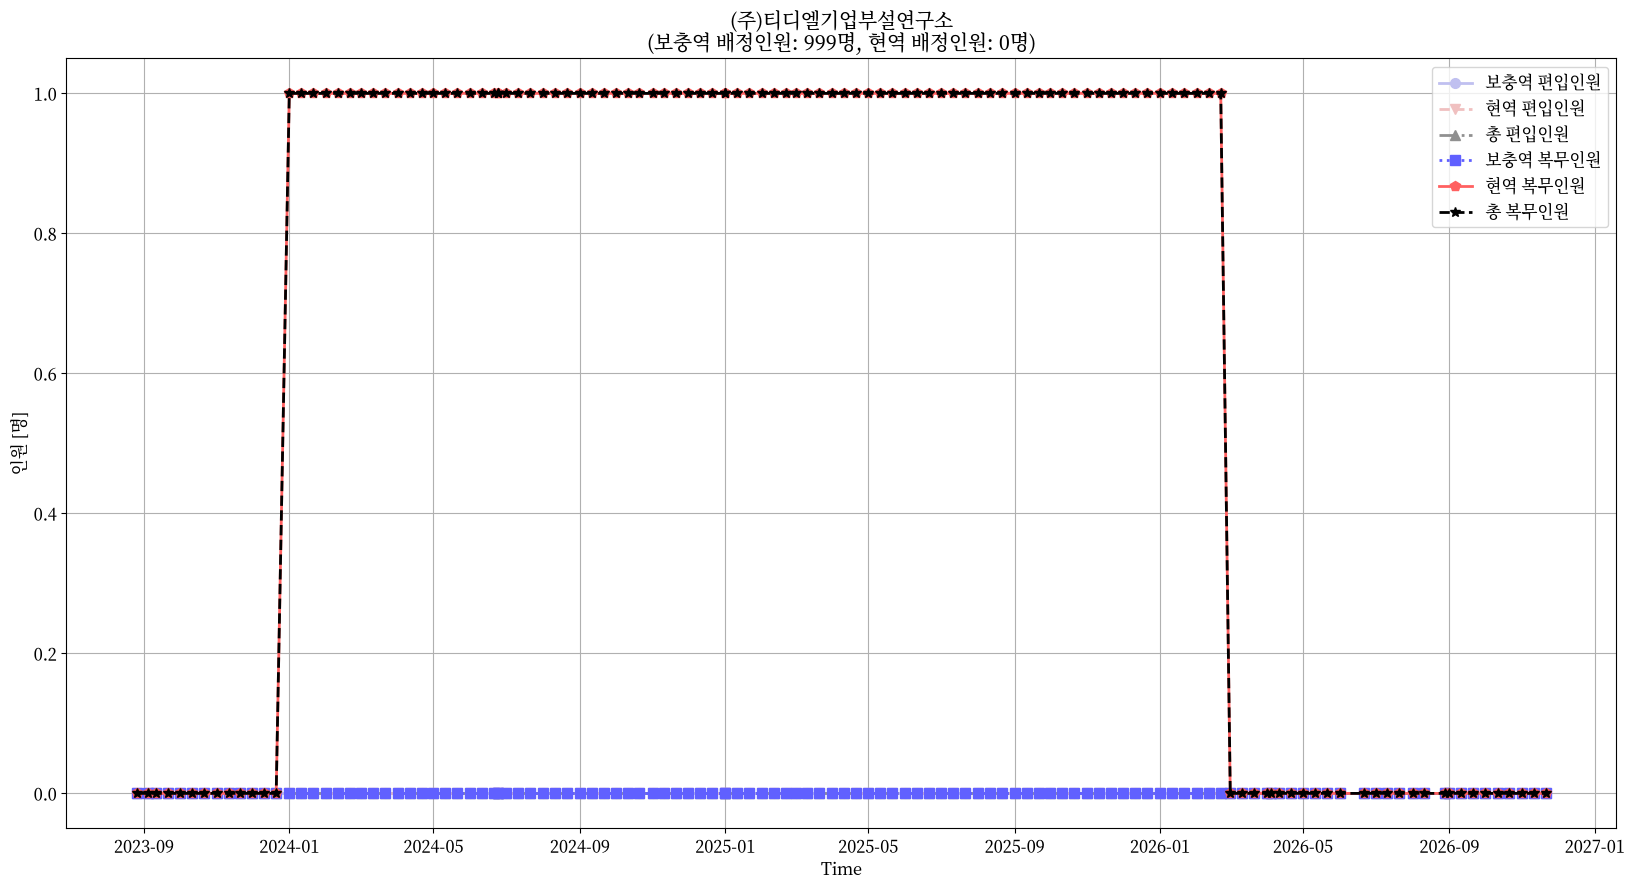 (주)티디엘기업부설연구소
(보충역 배정인원: 999명, 현역 배정인원: 0명)
보충역 편입인원
현역 편입인원
총 편입인원
보충역 복무인원
현역 복무인원
총 복무인원
인원 [명]
1.0
0.8
0.6
0.4
0.2
0.0
2023-09
2024-01
2024-05
2024-09
2025-01
2025-05
2025-09
2026-01
2026-05
2026-09
2027-01
Time